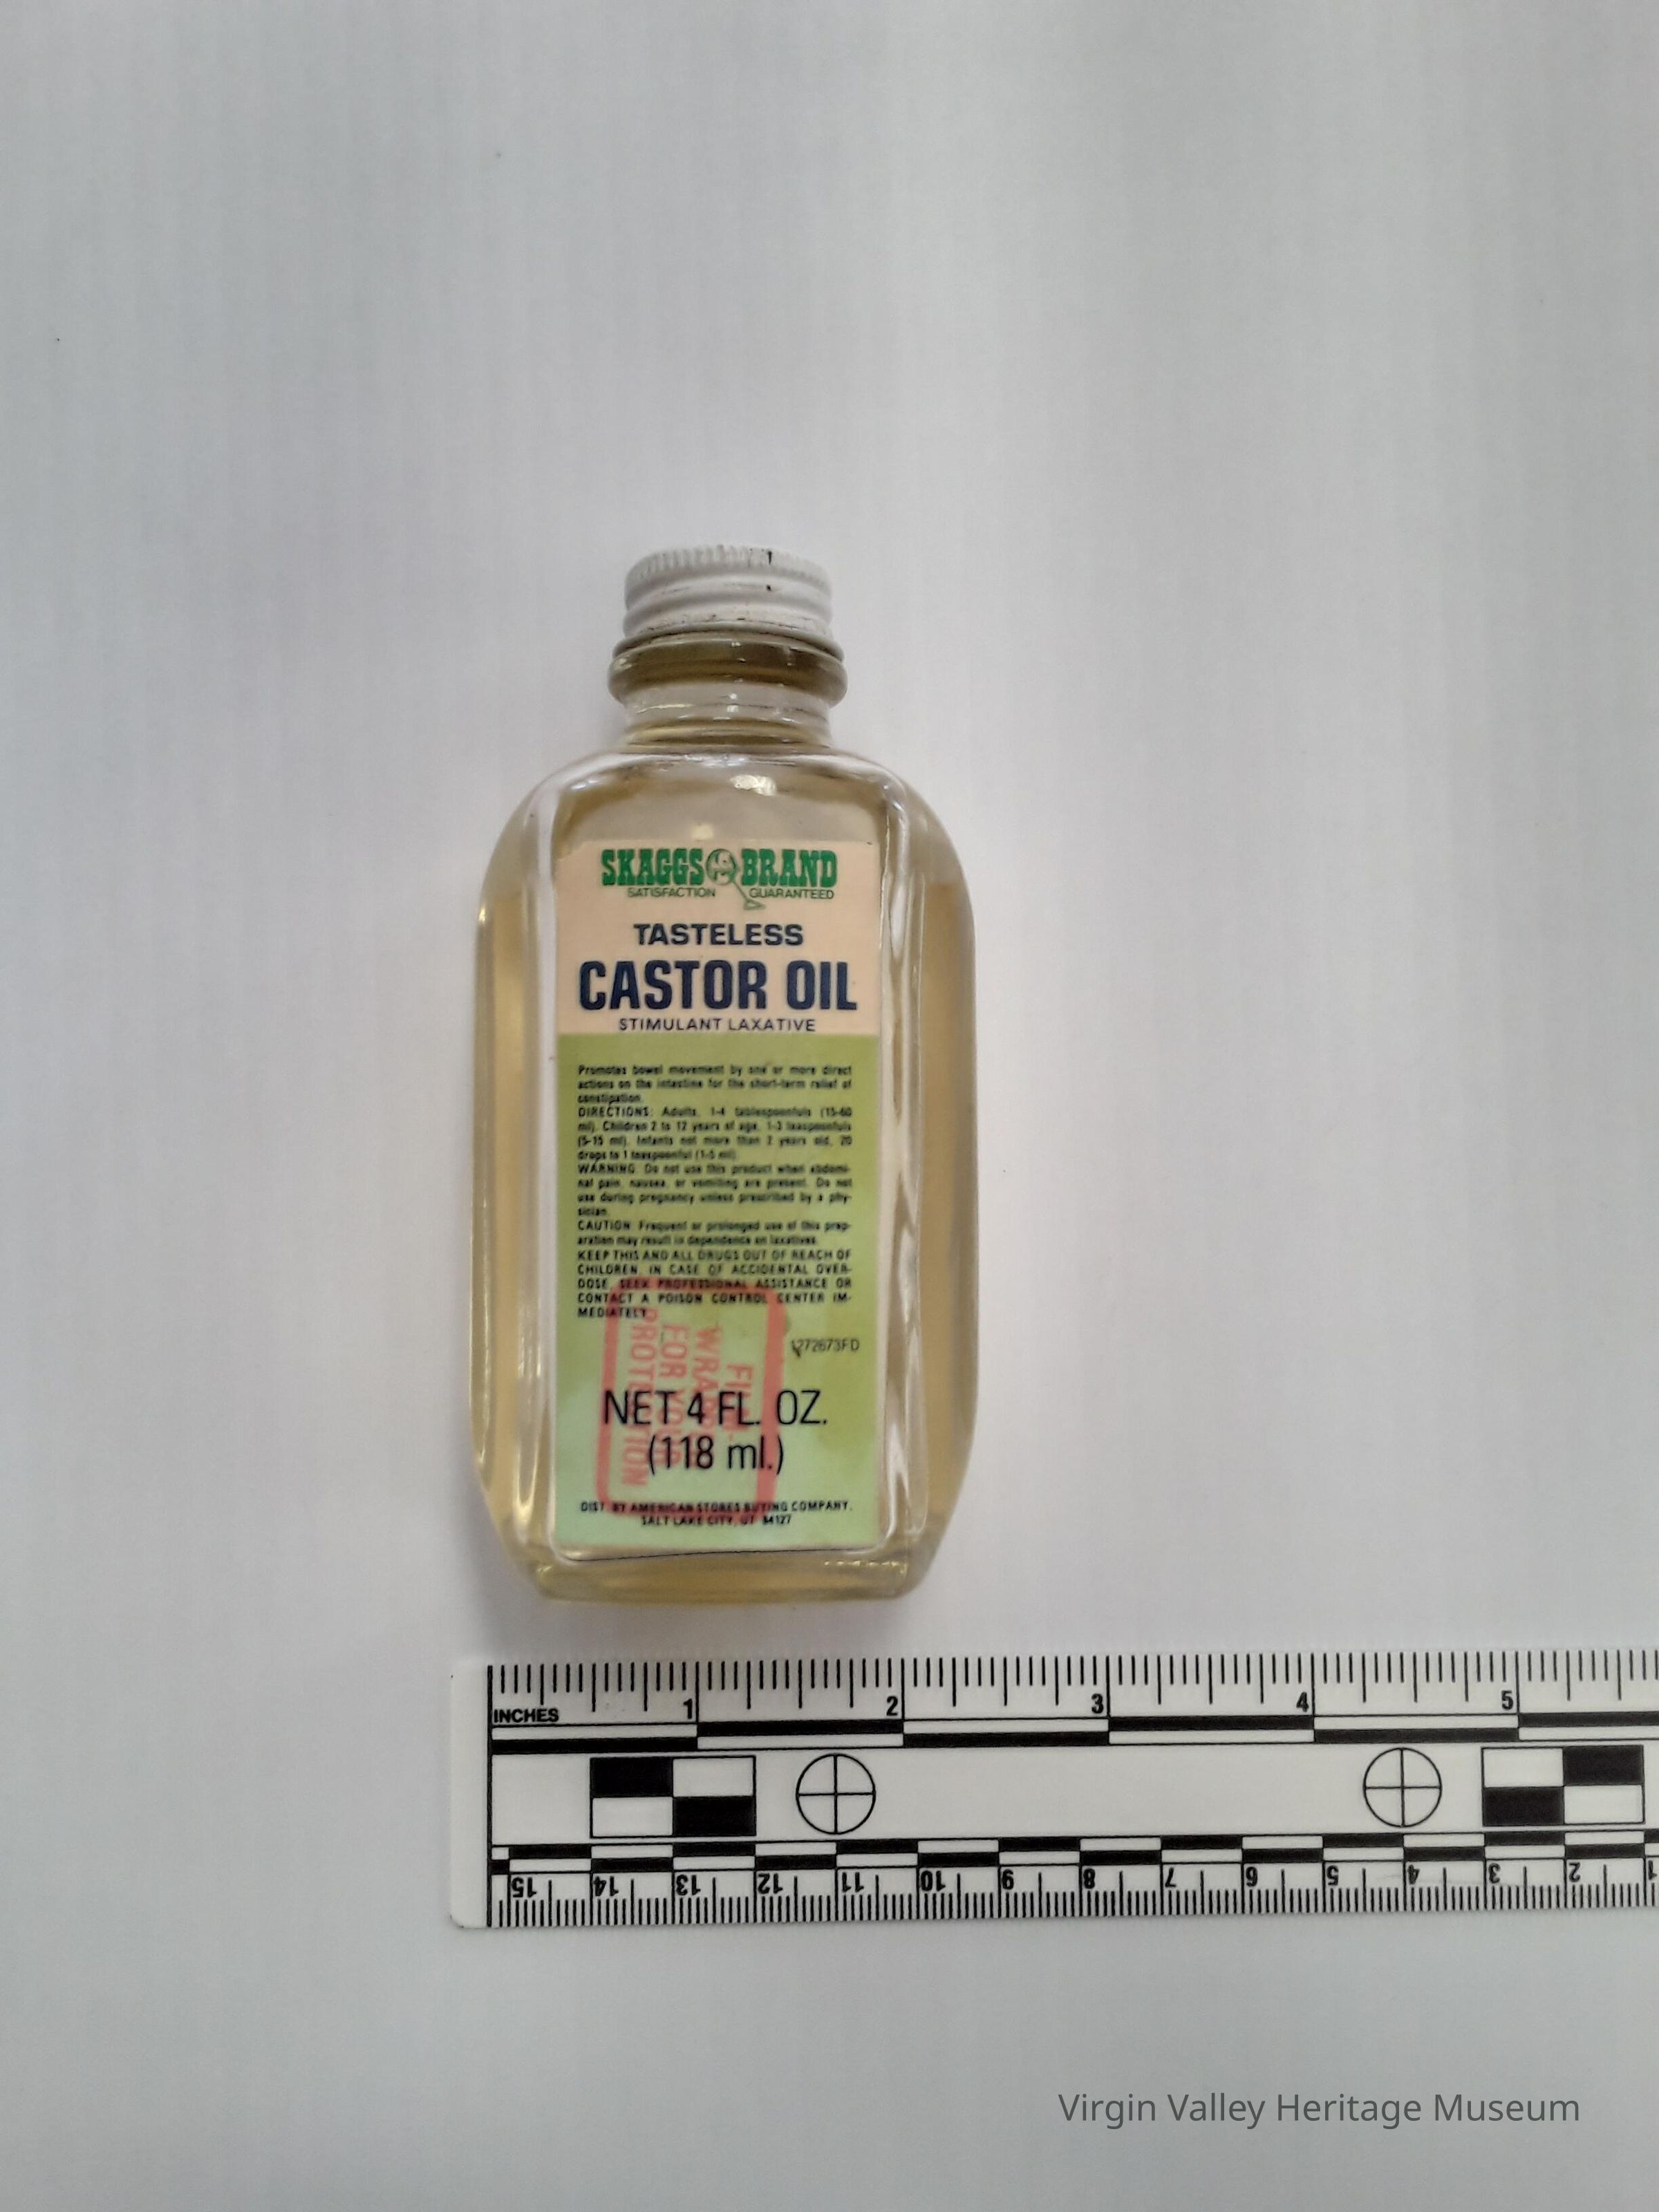 SKAGGS BRAND
SATISFACTION GUARANTEED
TASTELESS
CASTOR OIL
STIMULANT LAXATIVE
Promotes bowel movement by one or more direct
actions on the intestine for the short-term relief of
constipation.
DIRECTIONS: Adults, 1-4 tablespoonfuls (15-60
ml). Children 2 to 12 years of age, 1-3 teaspoonfuls
(5-15 ml). Infants not more than 2 years old, 20
drops to 1 teaspoonful (1-5 ml).
WARNING: Do not use this product when abdomi-
nal pain, nausea, or vomiting are present. Do not
use during pregnancy unless prescribed by a phy-
sician.
CAUTION: Frequent or prolonged use of this prep-
aration may result in dependence on laxatives.
KEEP THIS AND ALL DRUGS OUT OF REACH OF
CHILDREN. IN CASE OF ACCIDENTAL OVER-
DOSE, SEEK PROFESSIONAL ASSISTANCE OR
CONTACT A POISON CONTROL CENTER IM-
MEDIATELY.
FOR YOUR
PROTECTION
1272673FD
NET 4 FL. OZ.
(118 ml.)
DIST. BY AMERICAN STORES BUYING COMPANY,
SALT LAKE CITY, UT 84127
INCHES 1 2 3 4 5
15 14 13 12 11 10 9 8 7 6 5 4 3 2 1
Virgin Valley Heritage Museum